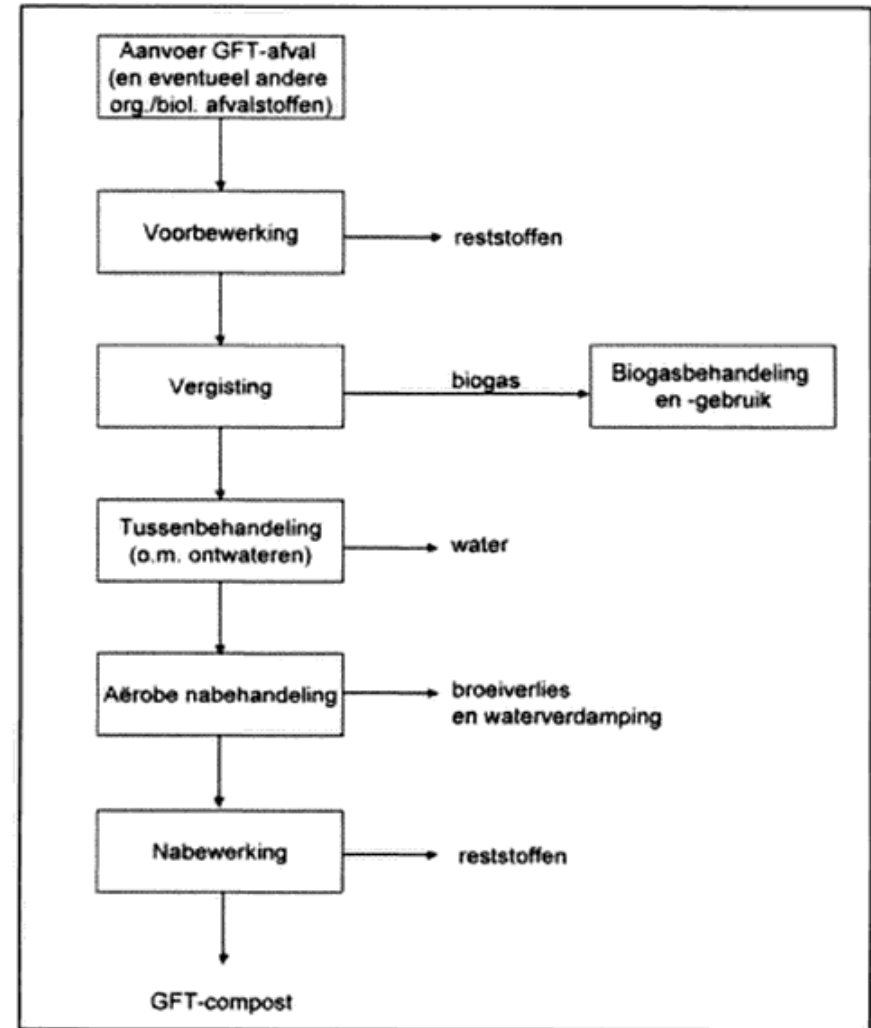 Aanvoer GFT-afval
(en eventueel andere
org./biol. afvalstoffen)
Voorbewerking
reststoffen
Vergisting
biogas
Biogasbehandeling
en -gebruik
Tussenbehandeling
(o.m. ontwateren)
water
Aërobe nabehandeling
broeiverlies
en waterverdamping
Nabewerking
reststoffen
GFT-compost